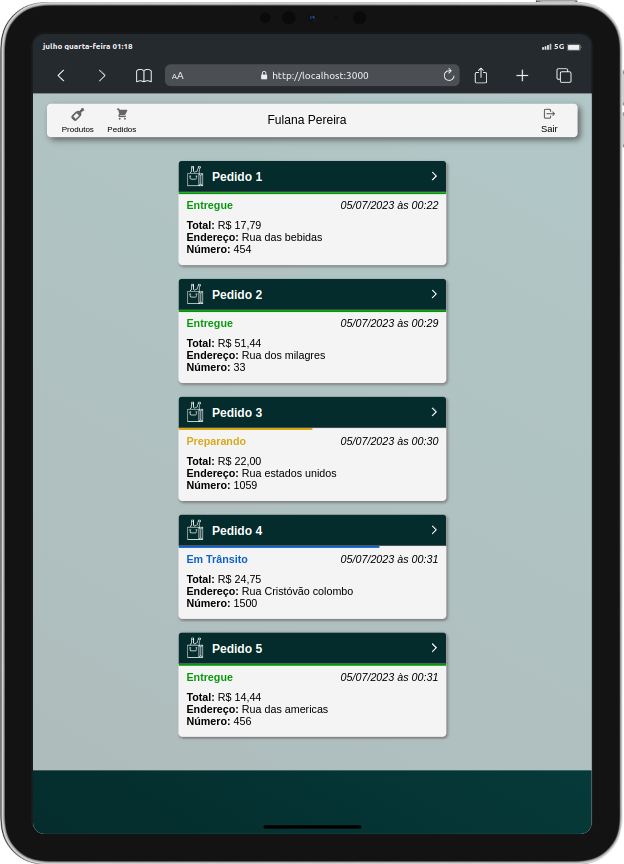 julho quarta-feira 01:18
5G
AA
http://localhost:3000
Produtos
Pedidos
Fulana Pereira
Sair
Pedido 1
Entregue 05/07/2023 às 00:22
Total: R$ 17,79
Endereço: Rua das bebidas
Número: 454
Pedido 2
Entregue 05/07/2023 às 00:29
Total: R$ 51,44
Endereço: Rua dos milagres
Número: 33
Pedido 3
Preparando 05/07/2023 às 00:30
Total: R$ 22,00
Endereço: Rua estados unidos
Número: 1059
Pedido 4
Em Trânsito 05/07/2023 às 00:31
Total: R$ 24,75
Endereço: Rua Cristóvão colombo
Número: 1500
Pedido 5
Entregue 05/07/2023 às 00:31
Total: R$ 14,44
Endereço: Rua das americas
Número: 456